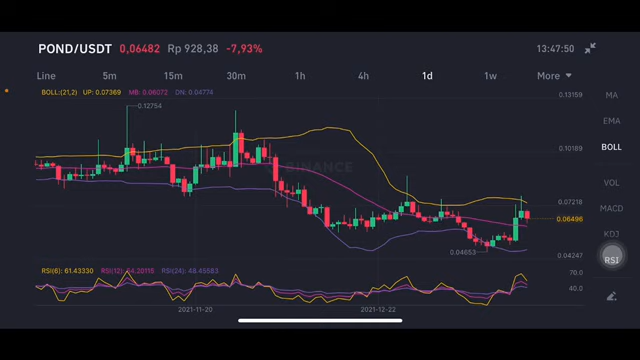 POND/USDT 0,06482 Rp 928,38 -7,93% 13:47:50
Line 5m 15m 30m 1h 4h 1d 1w More
BOLL:(21,2) UP: 0.07369 MB: 0.06072 DN: 0.04774
0.13159
MA
0.12754
EMA
BOLL
0.10189
BINANCE
VOL
0.07218
MACD
0.06496
KDJ
0.04653
0.04247
RSI
RSI(6): 61.43330 RSI(12): 54.20115 RSI(24): 48.45583
70.0
40.0
2021-11-20 2021-12-22